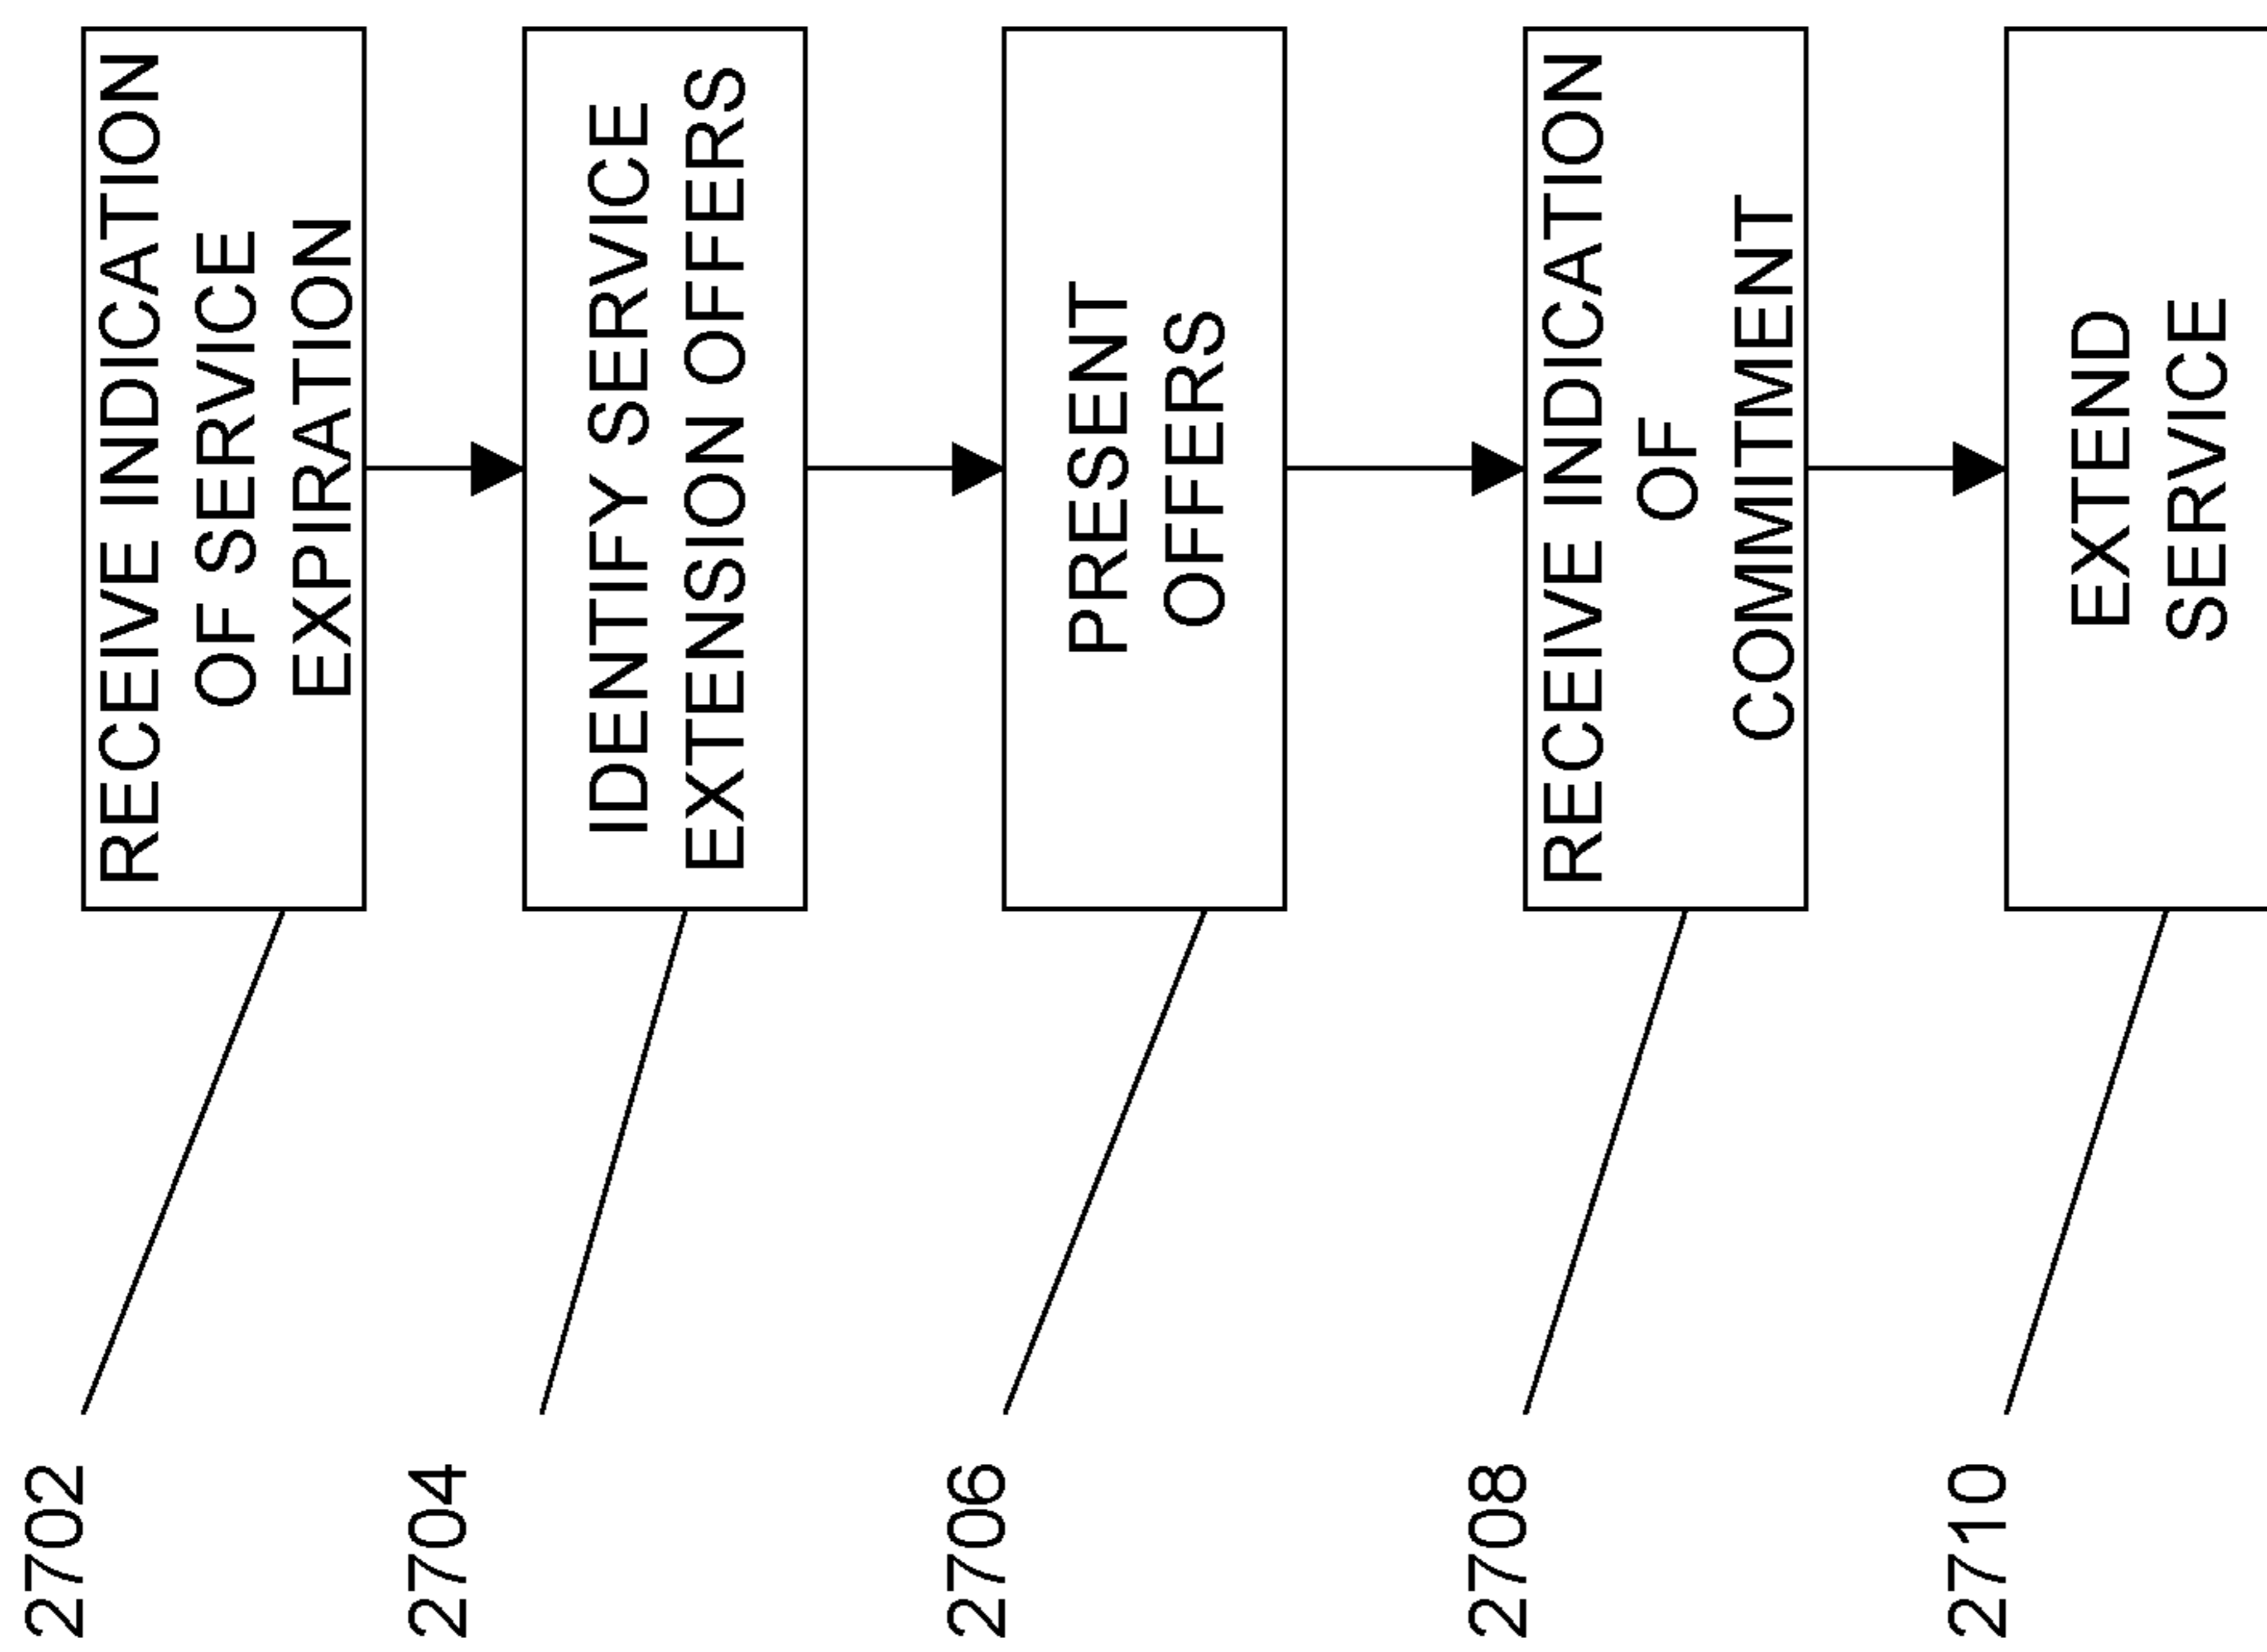 2702
RECEIVE INDICATION
OF SERVICE
EXPIRATION
2704
IDENTIFY SERVICE
EXTENSION OFFERS
2706
PRESENT
OFFERS
2708
RECEIVE INDICATION
OF
COMMITMENT
2710
EXTEND
SERVICE